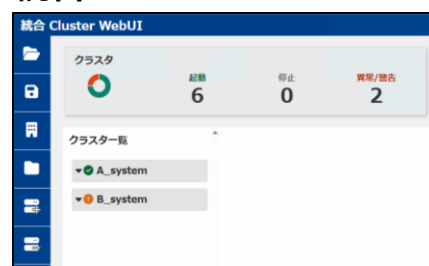 統合 Cluster WebUI
クラスタ
起動
6
停止
0
異常/警告
2
クラスター覧
A_system
B_system